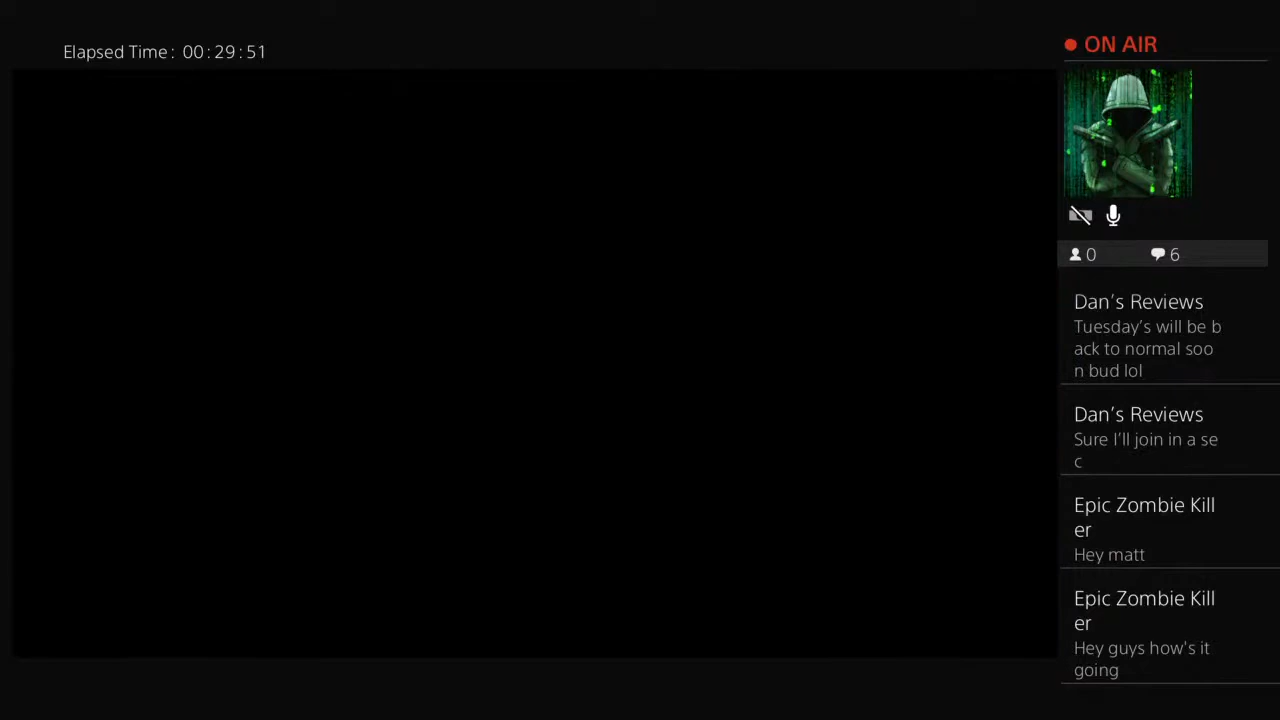 Elapsed Time: 00:29:51
ON AIR
0
6
Dan's Reviews
Tuesday's will be b
ack to normal soo
n bud lol
Dan's Reviews
Sure I'll join in a se
c
Epic Zombie Kill
er
Hey matt
Epic Zombie Kill
er
Hey guys how's it
going